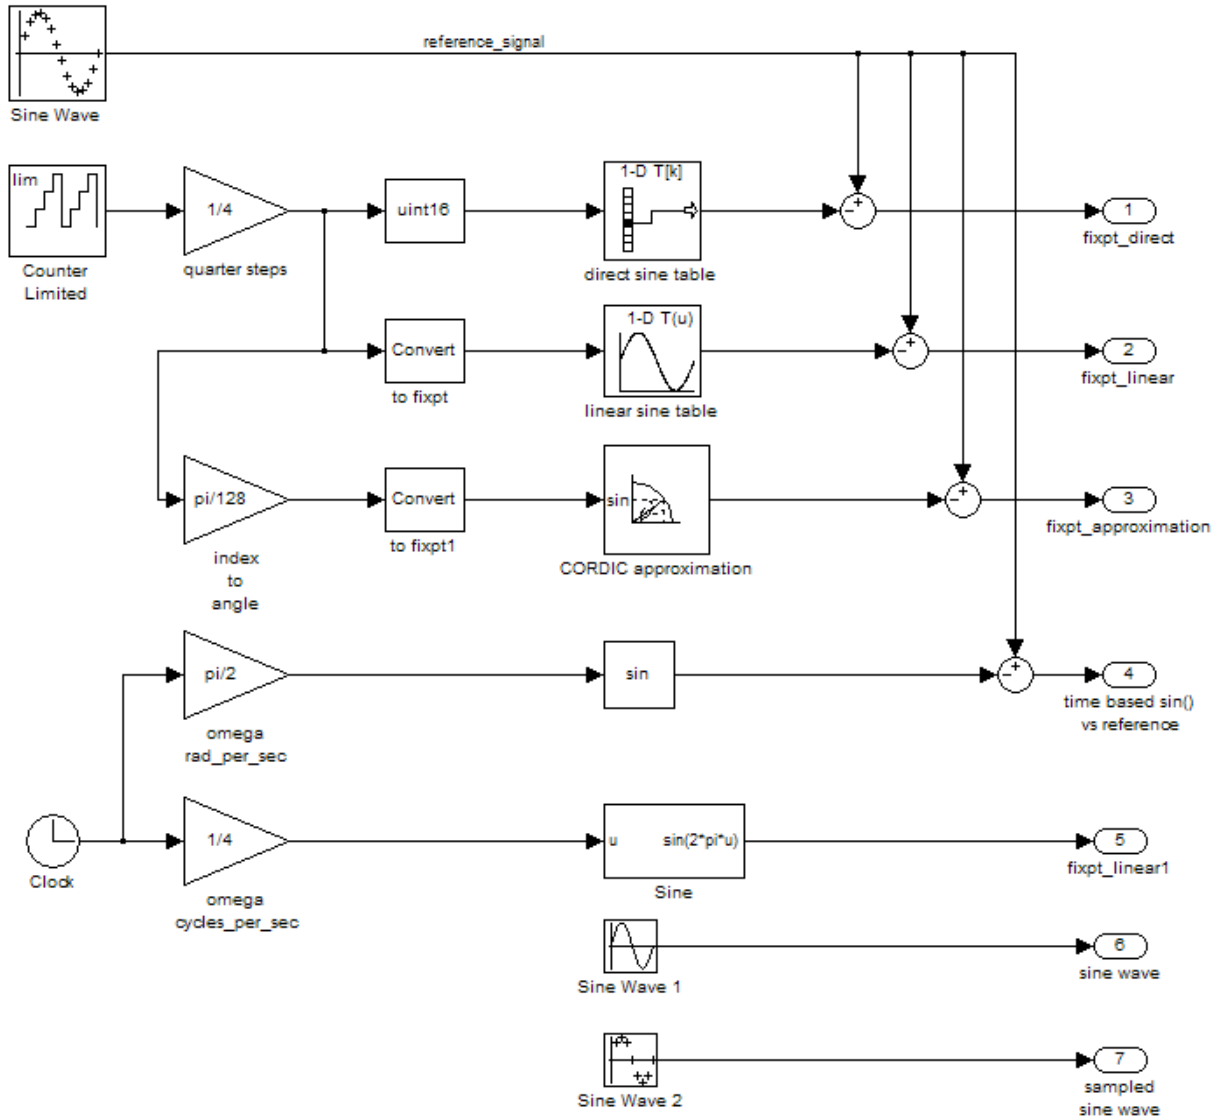 reference_signal
Sine Wave
lim
Counter
Limited
1/4
quarter steps
uint16
1-D T[k]
direct sine table
+
−
1
fixpt_direct
Convert
to fixpt
1-D T(u)
linear sine table
+
−
2
fixpt_linear
pi/128
index
to
angle
Convert
to fixpt1
sin
CORDIC approximation
+
−
3
fixpt_approximation
pi/2
omega
rad_per_sec
sin
+
−
4
time based sin()
vs reference
Clock
1/4
omega
cycles_per_sec
u sin(2*pi*u)
Sine
5
fixpt_linear1
Sine Wave 1
6
sine wave
Sine Wave 2
7
sampled
sine wave